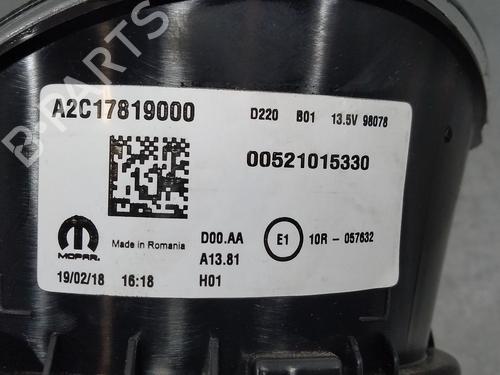 A2C17819000 D220 B01 13.5V 98078
00521015330
MOPAR Made in Romania D00.AA E1 10R - 057632
A13.81
19/02/18 16:18 H01
B-PARTS